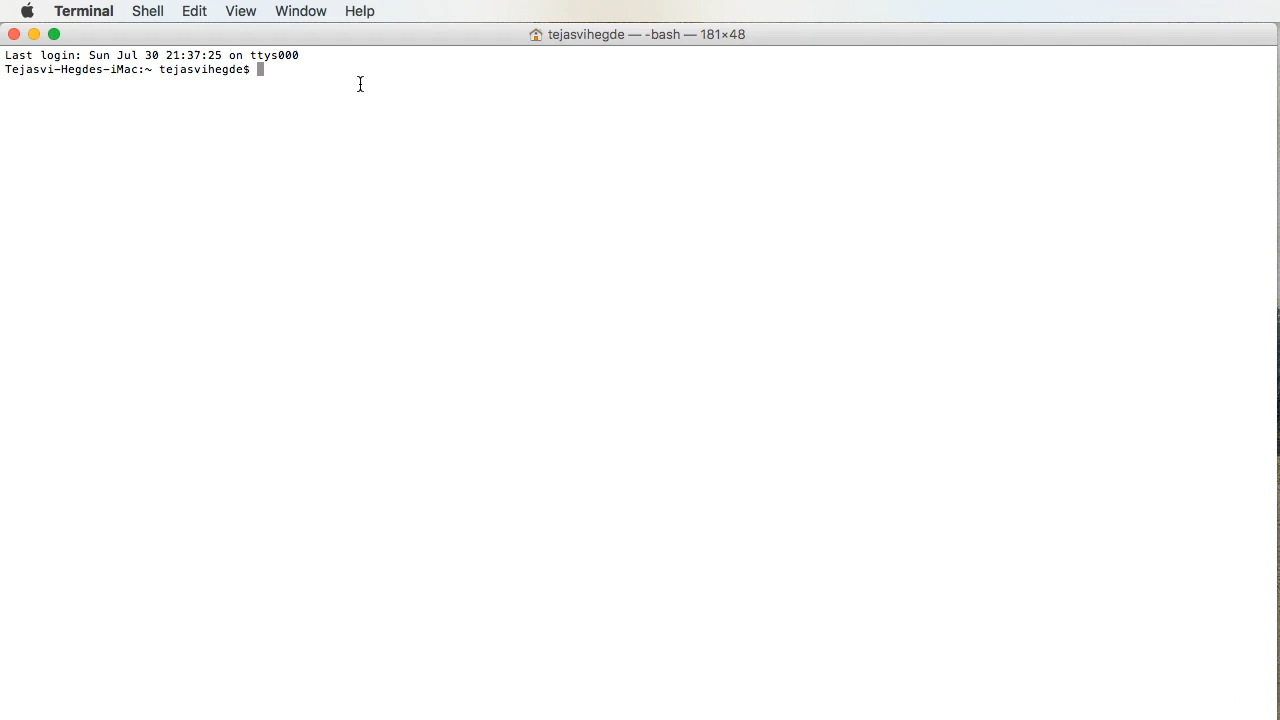 Terminal Shell Edit View Window Help
tejasvihegde — -bash — 181×48
Last login: Sun Jul 30 21:37:25 on ttys000
Tejasvi-Hegdes-iMac:~ tejasvihegde$